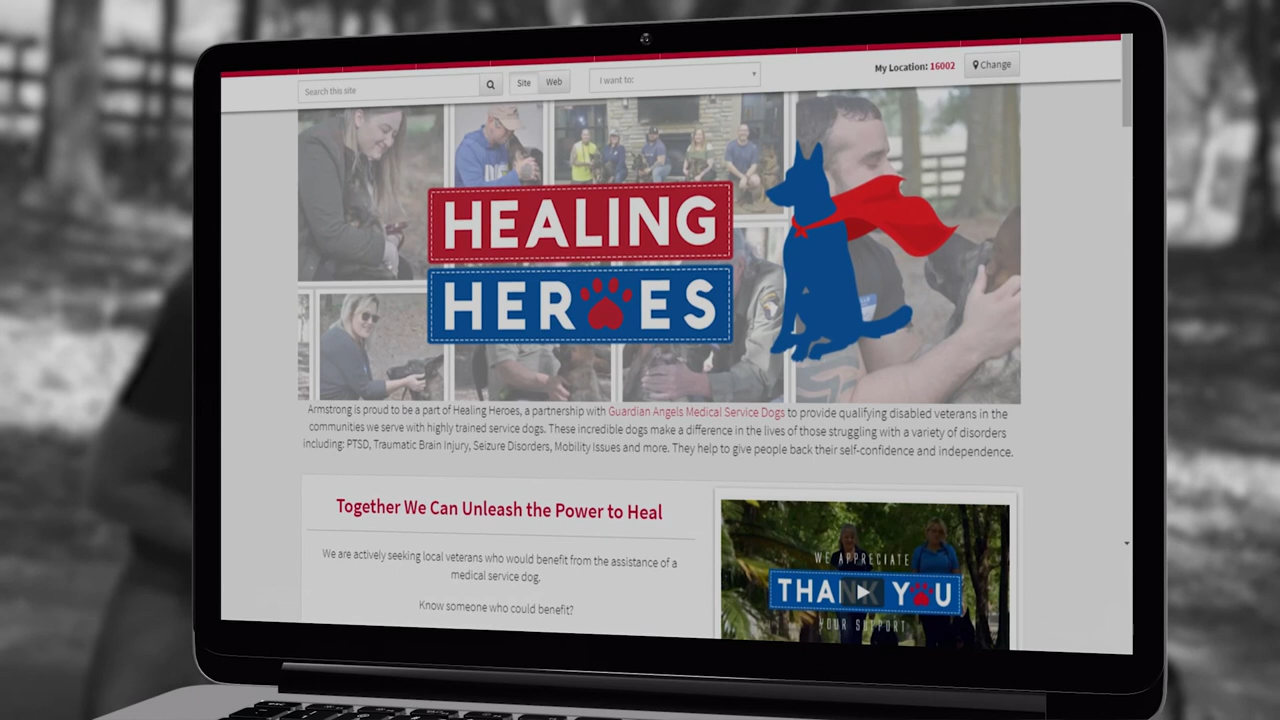 My Location: 16002
Change
Search this site
Site
Web
I want to:
HEALING
HEROES
Armstrong is proud to be a part of Healing Heroes, a partnership with Guardian Angels Medical Service Dogs to provide qualifying disabled veterans in the
communities we serve with highly trained service dogs. These incredible dogs make a difference in the lives of those struggling with a variety of disorders
including: PTSD, Traumatic Brain Injury, Seizure Disorders, Mobility Issues and more. They help to give people back their self-confidence and independence.
Together We Can Unleash the Power to Heal
We are actively seeking local veterans who would benefit from the assistance of a
medical service dog.
Know someone who could benefit?
WE APPRECIATE
THANK YOU
YOUR SUPPORT